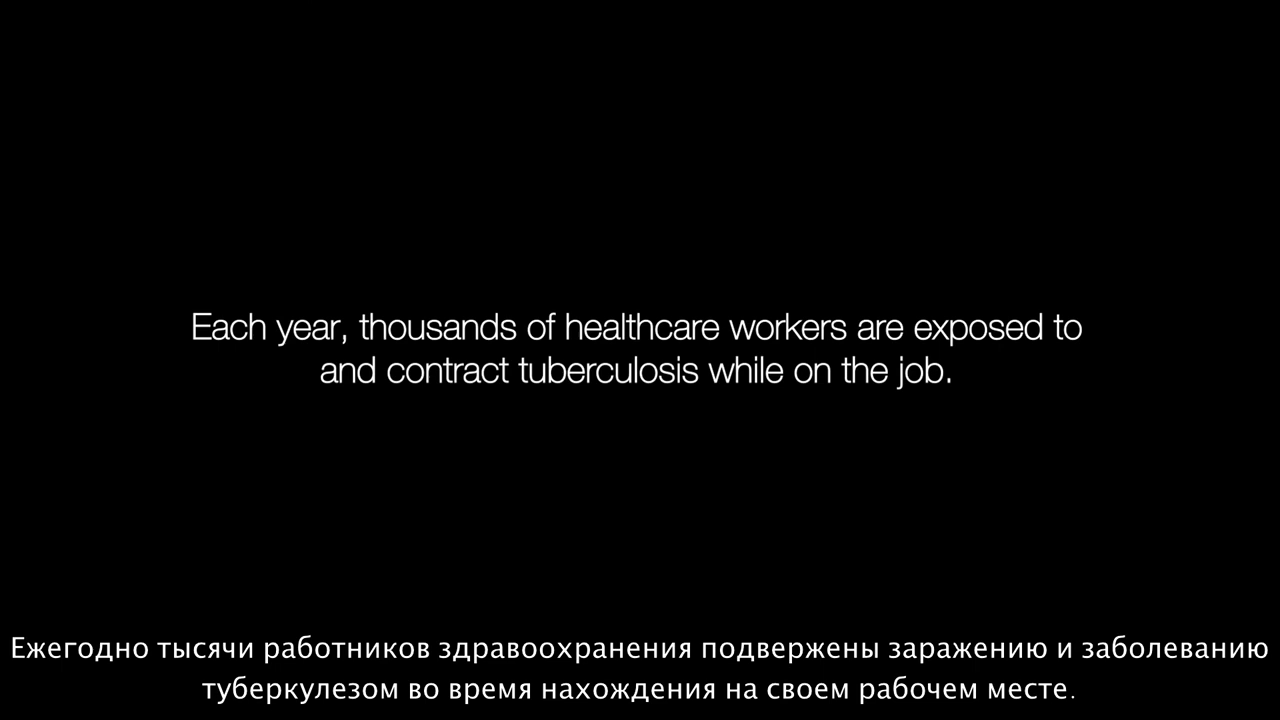 Each year, thousands of healthcare workers are exposed to
and contract tuberculosis while on the job.
Ежегодно тысячи работников здравоохранения подвержены заражению и заболеванию
туберкулезом во время нахождения на своем рабочем месте.